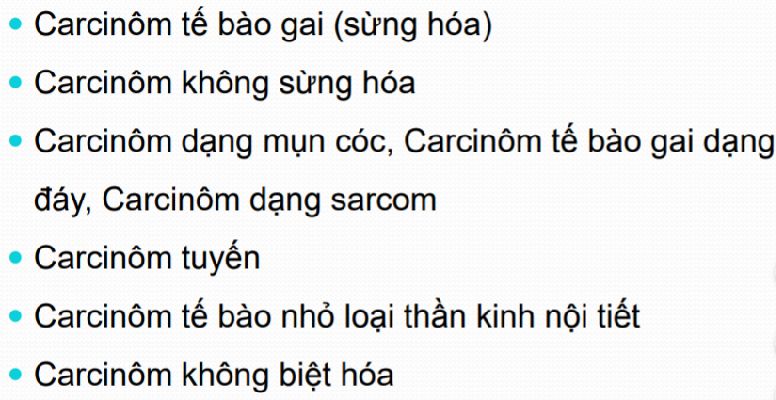 • Carcinôm tế bào gai (sừng hóa)
• Carcinôm không sừng hóa
• Carcinôm dạng mụn cóc, Carcinôm tế bào gai dạng
đáy, Carcinôm dạng sarcom
• Carcinôm tuyến
• Carcinôm tế bào nhỏ loại thần kinh nội tiết
• Carcinôm không biệt hóa